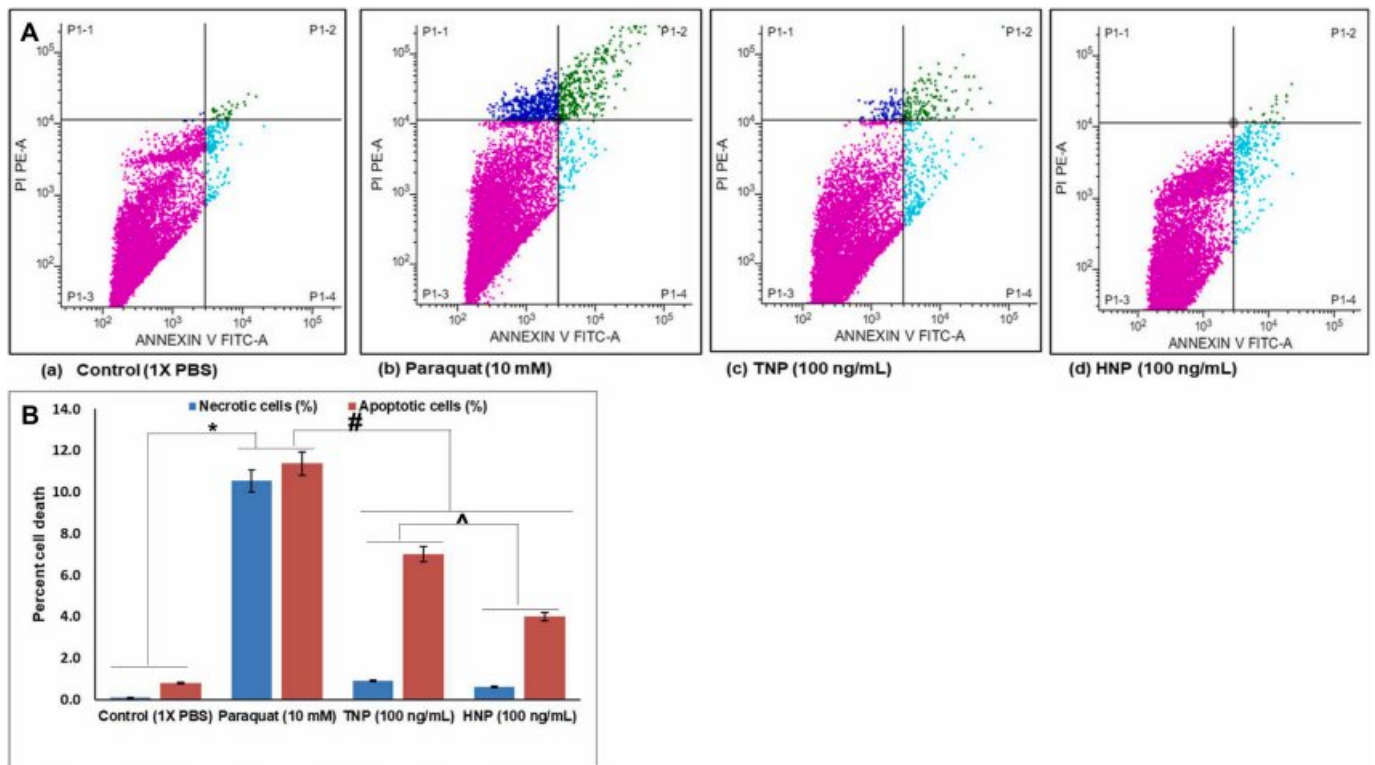 A
P1-1 P1-2
10⁵
10⁴
10³
10²
PI PE-A
P1-3 P1-4
10² 10³ 10⁴ 10⁵
ANNEXIN V FITC-A
(a) Control (1X PBS)
P1-1 P1-2
10⁵
10⁴
10³
10²
PI PE-A
P1-3 P1-4
10² 10³ 10⁴ 10⁵
ANNEXIN V FITC-A
(b) Paraquat (10 mM)
P1-1 P1-2
10⁵
10⁴
10³
10²
PI PE-A
P1-3 P1-4
10² 10³ 10⁴ 10⁵
ANNEXIN V FITC-A
(c) TNP (100 ng/mL)
P1-1 P1-2
10⁵
10⁴
10³
10²
PI PE-A
P1-3 P1-4
10² 10³ 10⁴ 10⁵
ANNEXIN V FITC-A
(d) HNP (100 ng/mL)
B
Necrotic cells (%) Apoptotic cells (%)
Percent cell death
14.0
12.0
10.0
8.0
6.0
4.0
2.0
0.0
*
#
^
Control (1X PBS) Paraquat (10 mM) TNP (100 ng/mL) HNP (100 ng/mL)